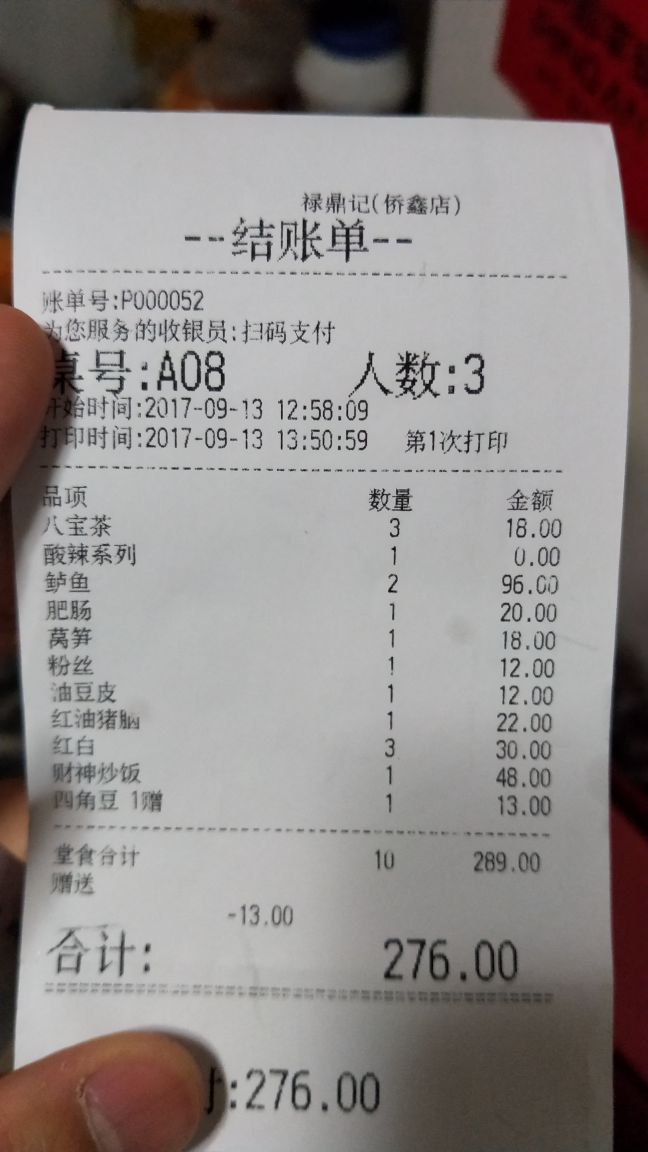 禄鼎记(侨鑫店)
--结账单--
账单号:P000052
为您服务的收银员:扫码支付
桌号:A08 人数:3
开始时间:2017-09-13 12:58:09
打印时间:2017-09-13 13:50:59 第1次打印
品项 数量 金额
八宝茶 3 18.00
酸辣系列 1 0.00
鲈鱼 2 96.00
肥肠 1 20.00
莴笋 1 18.00
粉丝 1 12.00
油豆皮 1 12.00
红油猪脑 1 22.00
红白 3 30.00
财神炒饭 1 48.00
四角豆 1赠 1 13.00
堂食合计 10 289.00
赠送
-13.00
合计: 276.00
:276.00